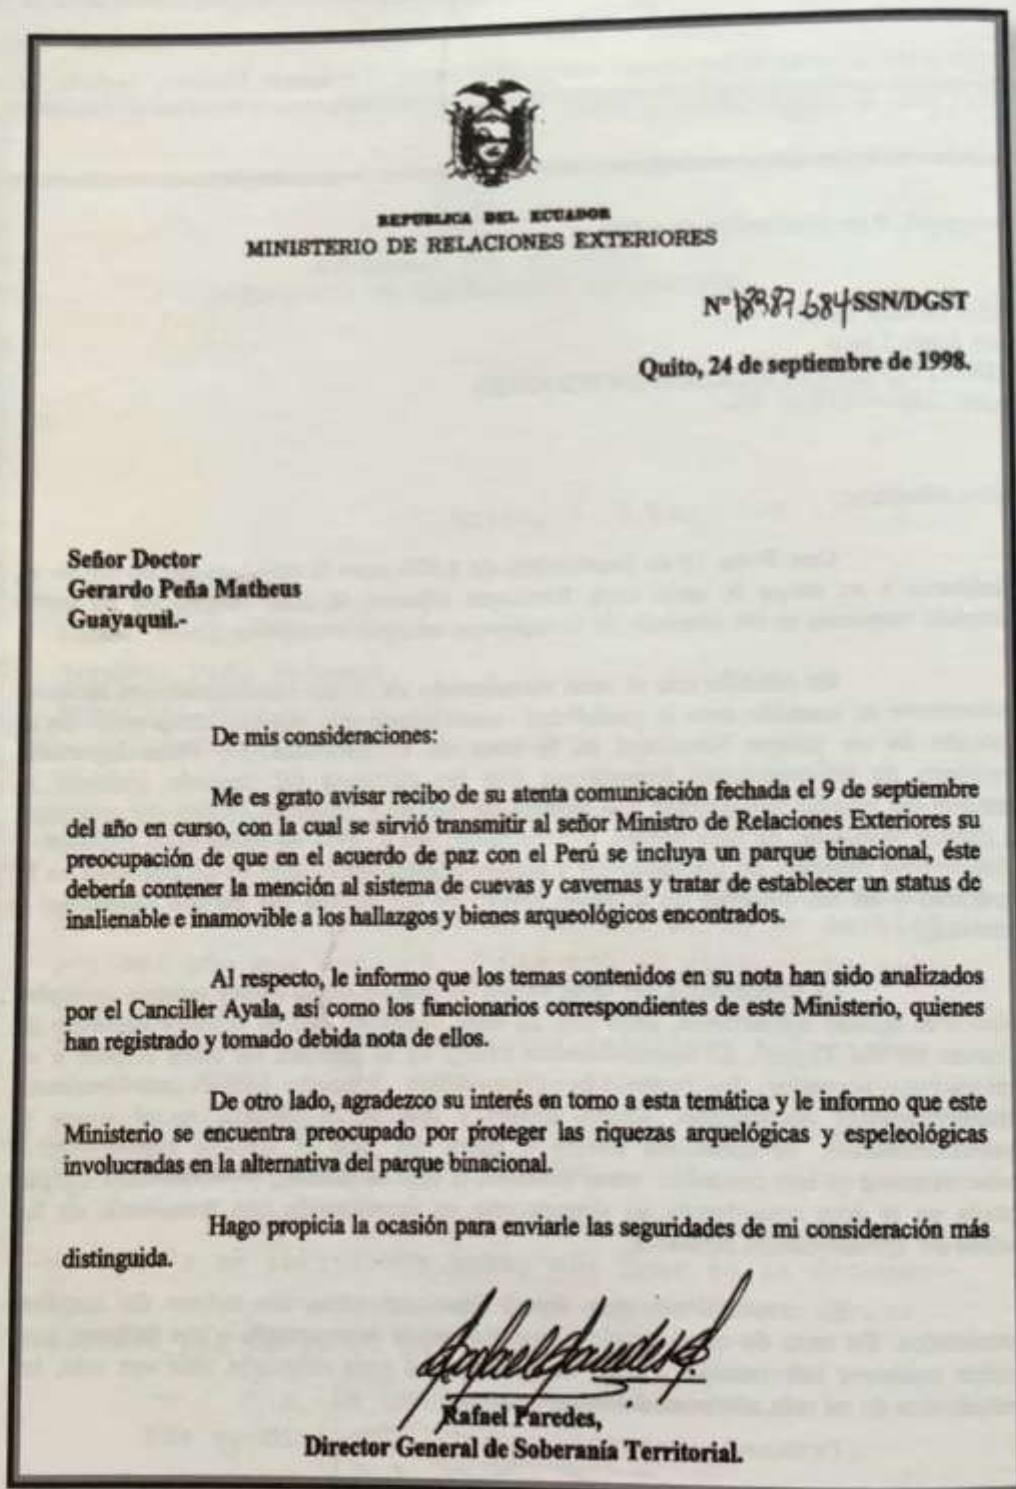 REPUBLICA DEL ECUADOR
MINISTERIO DE RELACIONES EXTERIORES
Nº SSN/DGST
Quito, 24 de septiembre de 1998.
Señor Doctor
Gerardo Peña Matheus
Guayaquil.-
De mis consideraciones:
Me es grato avisar recibo de su atenta comunicación fechada el 9 de septiembre
del año en curso, con la cual se sirvió transmitir al señor Ministro de Relaciones Exteriores su
preocupación de que en el acuerdo de paz con el Perú se incluya un parque binacional, éste
debería contener la mención al sistema de cuevas y cavernas y tratar de establecer un status de
inalienable e inamovible a los hallazgos y bienes arqueológicos encontrados.
Al respecto, le informo que los temas contenidos en su nota han sido analizados
por el Canciller Ayala, así como los funcionarios correspondientes de este Ministerio, quienes
han registrado y tomado debida nota de ellos.
De otro lado, agradezco su interés en torno a esta temática y le informo que este
Ministerio se encuentra preocupado por proteger las riquezas arquelógicas y espeleológicas
involucradas en la alternativa del parque binacional.
Hago propicia la ocasión para enviarle las seguridades de mi consideración más
distinguida.
Rafael Paredes,
Director General de Soberanía Territorial.